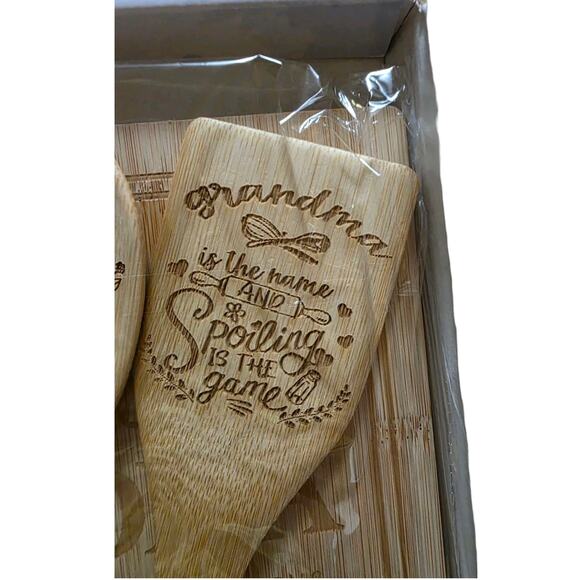 grandma
is the name
AND
Spoiling
IS THE
game